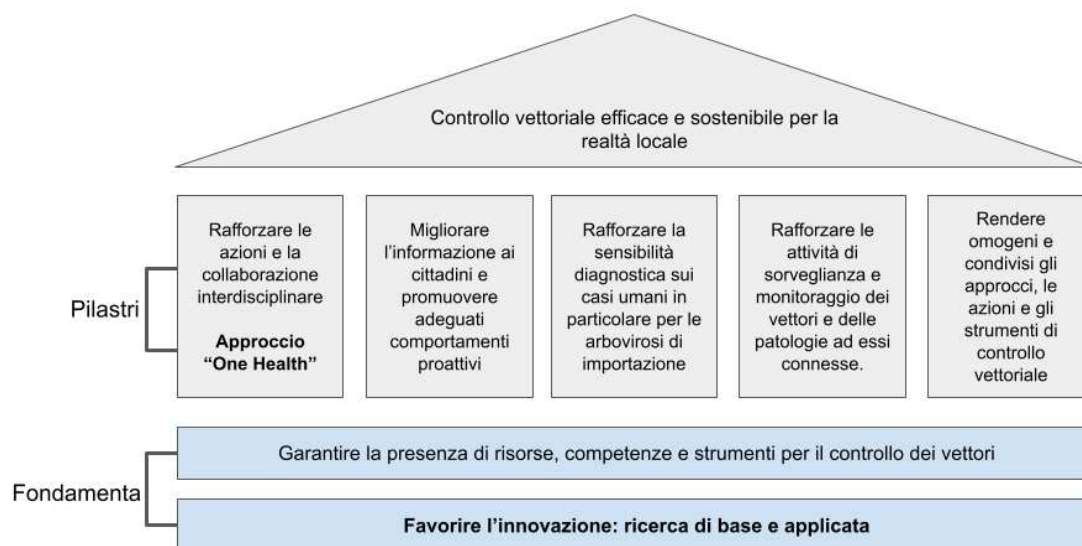 Controllo vettoriale efficace e sostenibile per la
realtà locale
Pilastri
Rafforzare le
azioni e la
collaborazione
interdisciplinare
Approccio
“One Health”
Migliorare
l’informazione ai
cittadini e
promuovere
adeguati
comportamenti
proattivi
Rafforzare la
sensibilità
diagnostica sui
casi umani in
particolare per le
arbovirosi di
importazione
Rafforzare le
attività di
sorveglianza e
monitoraggio dei
vettori e delle
patologie ad essi
connesse.
Rendere
omogeni e
condivisi gli
approcci, le
azioni e gli
strumenti di
controllo
vettoriale
Fondamenta
Garantire la presenza di risorse, competenze e strumenti per il controllo dei vettori
Favorire l’innovazione: ricerca di base e applicata